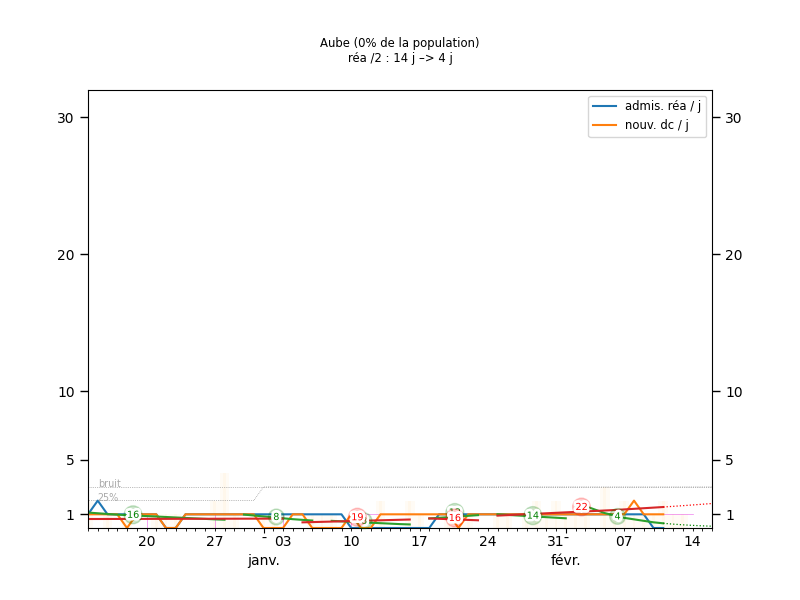 Aube (0% de la population)
réa /2 : 14 j –> 4 j
admis. réa / j
nouv. dc / j
30 30
20 20
10 10
5 5
bruit
25%
1 1
16 8 19 16 14 22 4
20 27 03 10 17 24 31 07 14
janv. févr.